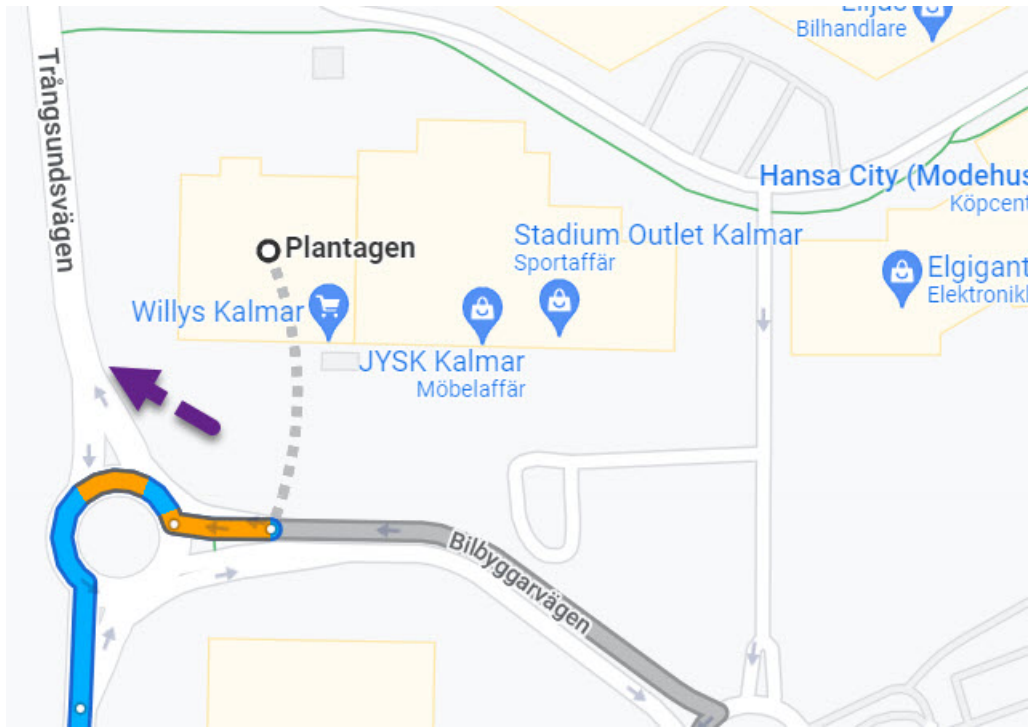 Bilhandlare
Trångsundsvägen
Hansa City (Modehus
Köpcent
Plantagen
Stadium Outlet Kalmar
Sportaffär
Elgigant
Elektronik
Willys Kalmar
JYSK Kalmar
Möbelaffär
Bilbyggarvägen